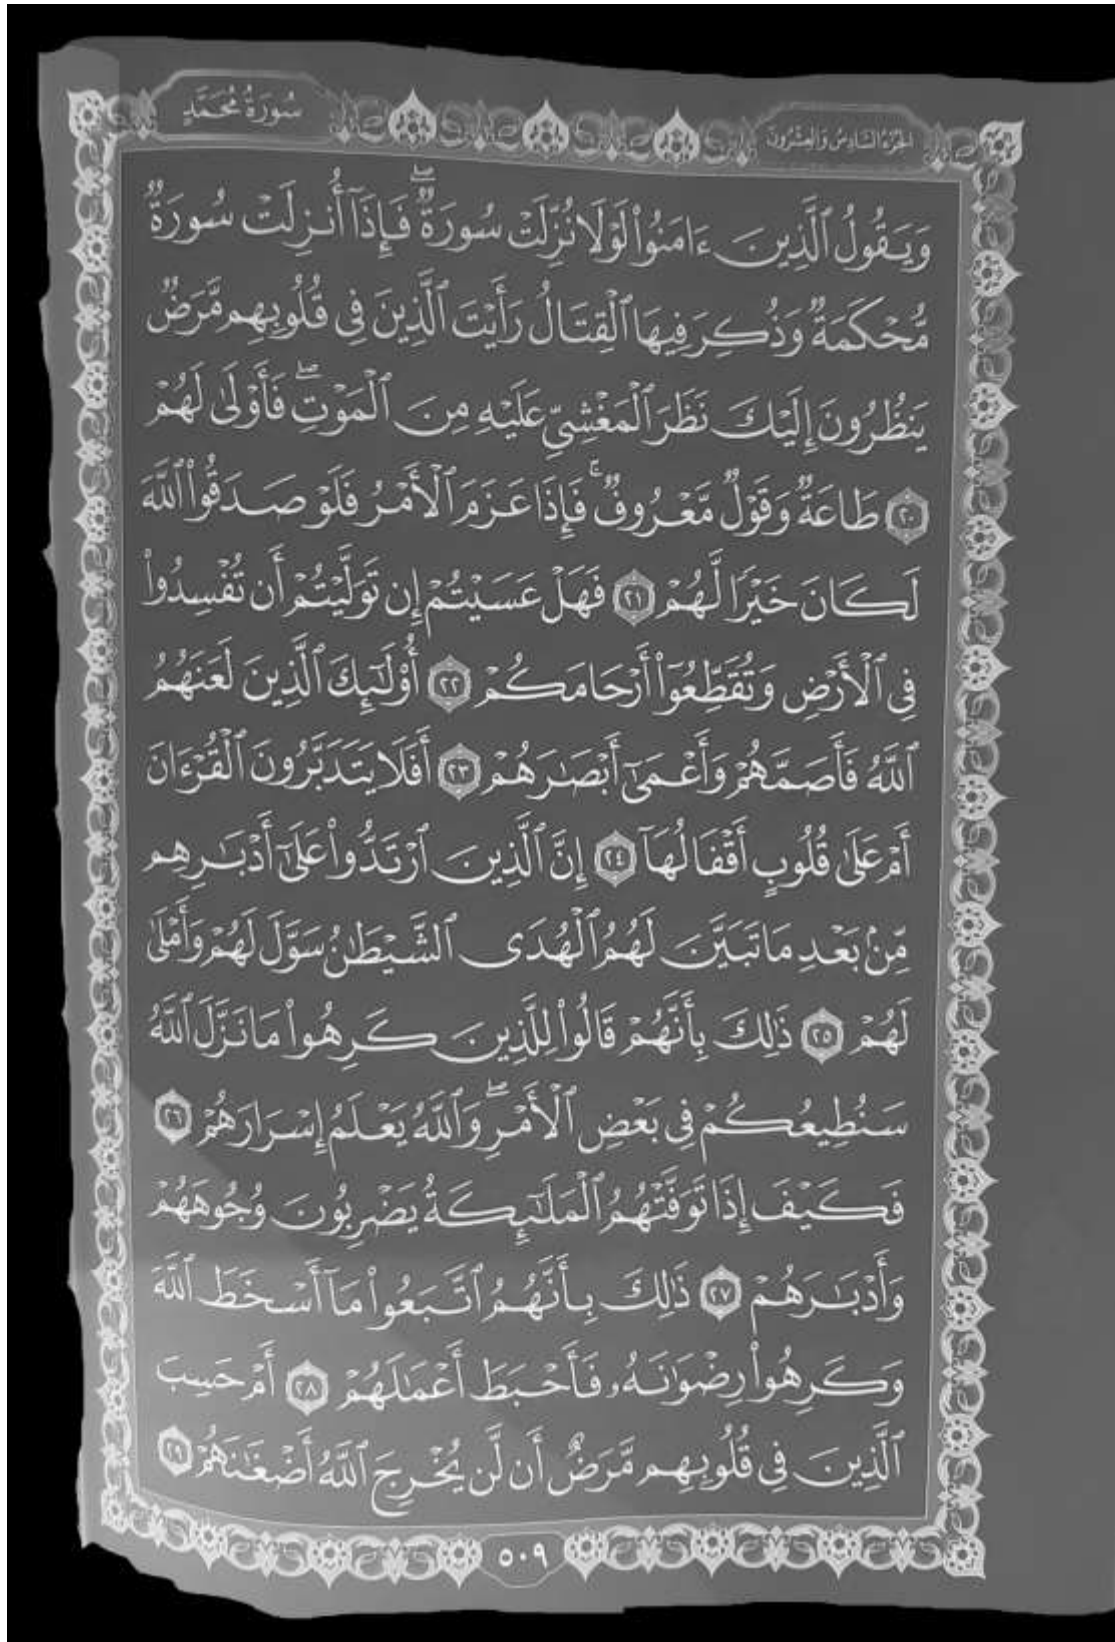 الجزء السادس والعشرون
سُورَةُ مُحَمَّدٍ
وَيَقُولُ ٱلَّذِينَ ءَامَنُوا۟ لَوْلَا نُزِّلَتْ سُورَةٌۖ فَإِذَآ أُنزِلَتْ سُورَةٌ
مُّحْكَمَةٌ وَذُكِرَ فِيهَا ٱلْقِتَالُ رَأَيْتَ ٱلَّذِينَ فِى قُلُوبِهِم مَّرَضٌ
يَنظُرُونَ إِلَيْكَ نَظَرَ ٱلْمَغْشِىِّ عَلَيْهِ مِنَ ٱلْمَوْتِۖ فَأَوْلَىٰ لَهُمْ
٢٠ طَاعَةٌ وَقَوْلٌ مَّعْرُوفٌۚ فَإِذَا عَزَمَ ٱلْأَمْرُ فَلَوْ صَدَقُوا۟ ٱللَّهَ
لَكَانَ خَيْرًا لَّهُمْ ٢١ فَهَلْ عَسَيْتُمْ إِن تَوَلَّيْتُمْ أَن تُفْسِدُوا۟
فِى ٱلْأَرْضِ وَتُقَطِّعُوٓا۟ أَرْحَامَكُمْ ٢٢ أُو۟لَٰٓئِكَ ٱلَّذِينَ لَعَنَهُمُ
ٱللَّهُ فَأَصَمَّهُمْ وَأَعْمَىٰٓ أَبْصَٰرَهُمْ ٢٣ أَفَلَا يَتَدَبَّرُونَ ٱلْقُرْءَانَ
أَمْ عَلَىٰ قُلُوبٍ أَقْفَالُهَآ ٢٤ إِنَّ ٱلَّذِينَ ٱرْتَدُّوا۟ عَلَىٰٓ أَدْبَٰرِهِم
مِّنۢ بَعْدِ مَا تَبَيَّنَ لَهُمُ ٱلْهُدَى ٱلشَّيْطَٰنُ سَوَّلَ لَهُمْ وَأَمْلَىٰ
لَهُمْ ٢٥ ذَٰلِكَ بِأَنَّهُمْ قَالُوا۟ لِلَّذِينَ كَرِهُوا۟ مَا نَزَّلَ ٱللَّهُ
سَنُطِيعُكُمْ فِى بَعْضِ ٱلْأَمْرِۖ وَٱللَّهُ يَعْلَمُ إِسْرَارَهُمْ ٢٦
فَكَيْفَ إِذَا تَوَفَّتْهُمُ ٱلْمَلَٰٓئِكَةُ يَضْرِبُونَ وُجُوهَهُمْ
وَأَدْبَٰرَهُمْ ٢٧ ذَٰلِكَ بِأَنَّهُمُ ٱتَّبَعُوا۟ مَآ أَسْخَطَ ٱللَّهَ
وَكَرِهُوا۟ رِضْوَٰنَهُۥ فَأَحْبَطَ أَعْمَٰلَهُمْ ٢٨ أَمْ حَسِبَ
ٱلَّذِينَ فِى قُلُوبِهِم مَّرَضٌ أَن لَّن يُخْرِجَ ٱللَّهُ أَضْغَٰنَهُمْ ٢٩
٥٠٩